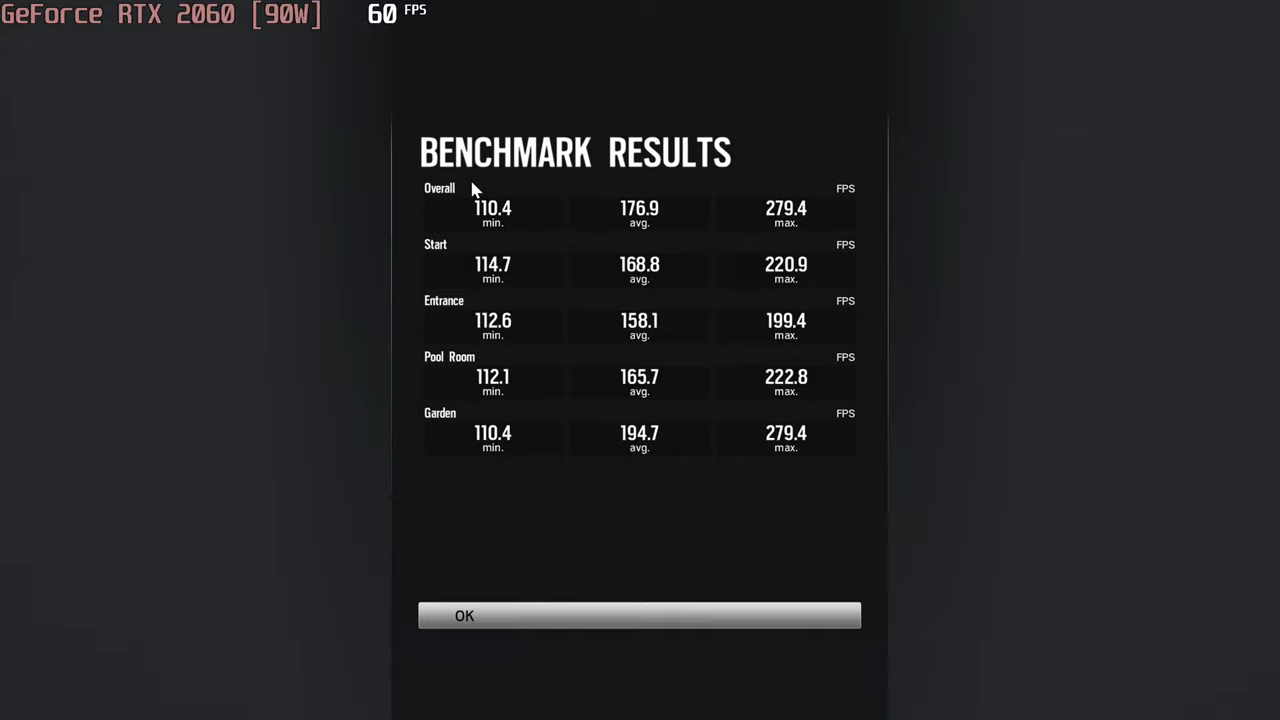 GeForce RTX 2060 [90W] 60 FPS
BENCHMARK RESULTS
Overall FPS
110.4 176.9 279.4
min. avg. max.
Start FPS
114.7 168.8 220.9
min. avg. max.
Entrance FPS
112.6 158.1 199.4
min. avg. max.
Pool Room FPS
112.1 165.7 222.8
min. avg. max.
Garden FPS
110.4 194.7 279.4
min. avg. max.
OK